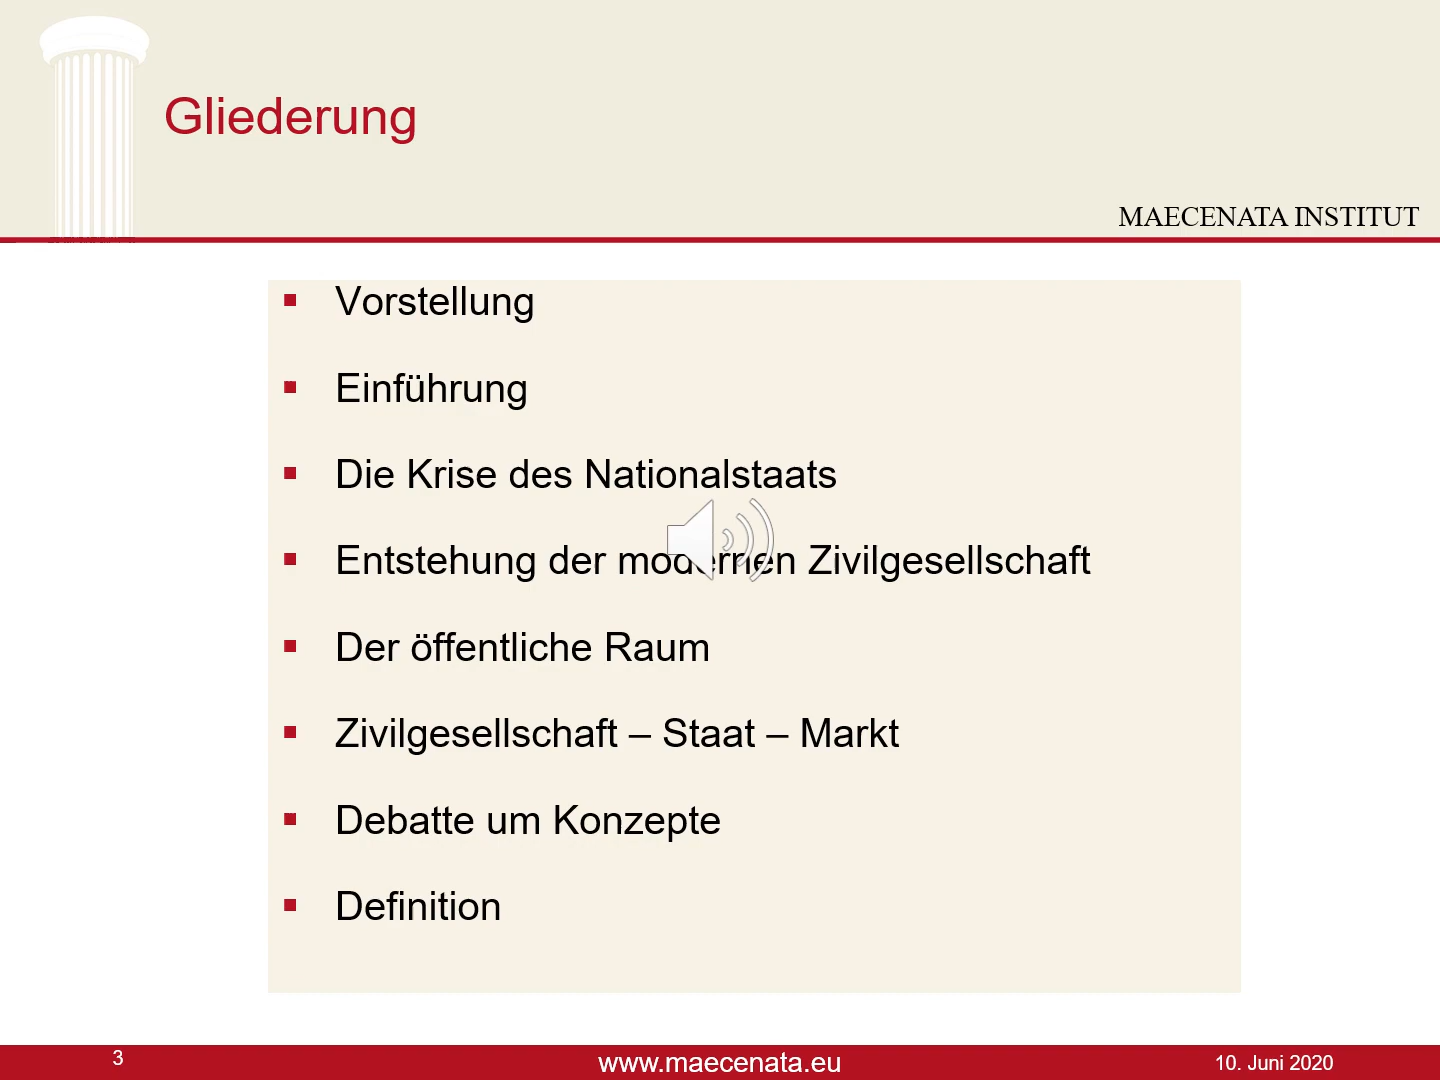 Gliederung
MAECENATA INSTITUT
▪ Vorstellung
▪ Einführung
▪ Die Krise des Nationalstaats
▪ Entstehung der modernen Zivilgesellschaft
▪ Der öffentliche Raum
▪ Zivilgesellschaft – Staat – Markt
▪ Debatte um Konzepte
▪ Definition
3
www.maecenata.eu
10. Juni 2020